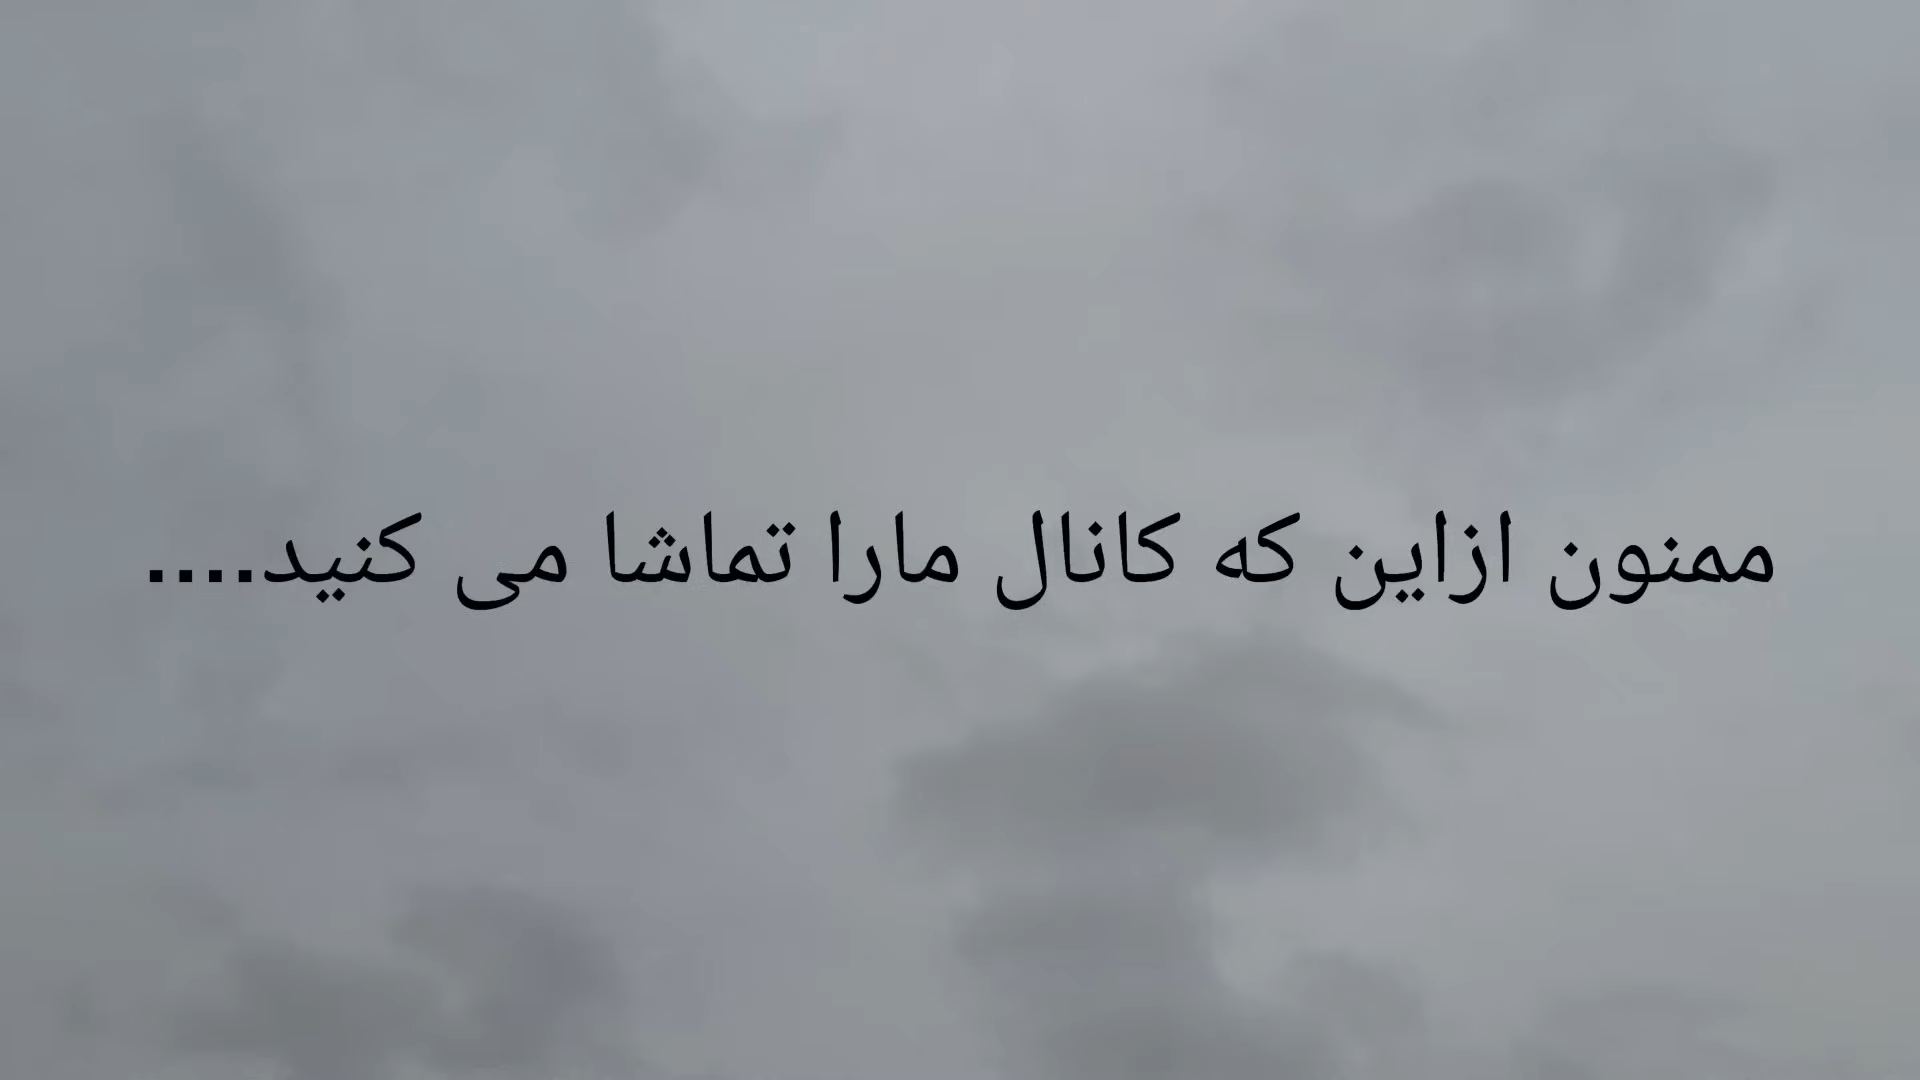 ممنون ازاین که کانال مارا تماشا می کنید....